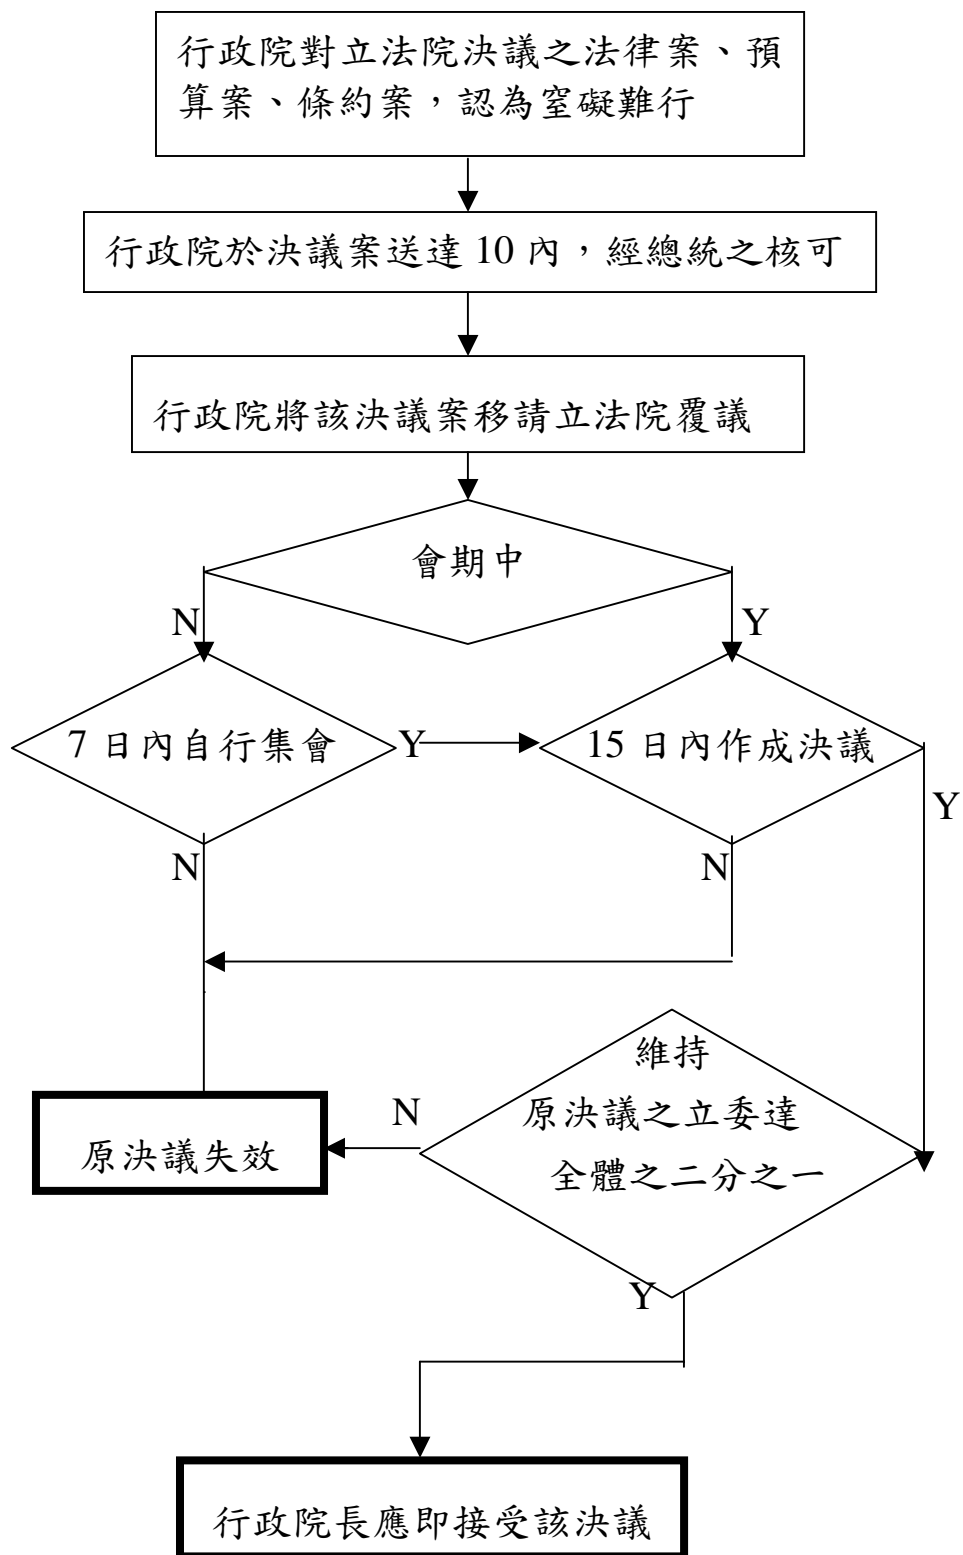 行政院對立法院決議之法律案、預
算案、條約案，認為窒礙難行
行政院於決議案送達 10 內，經總統之核可
行政院將該決議案移請立法院覆議
會期中
N
Y
7 日內自行集會
Y
15 日內作成決議
Y
N
N
維持
原決議之立委達
全體之二分之一
N
原決議失效
Y
行政院長應即接受該決議